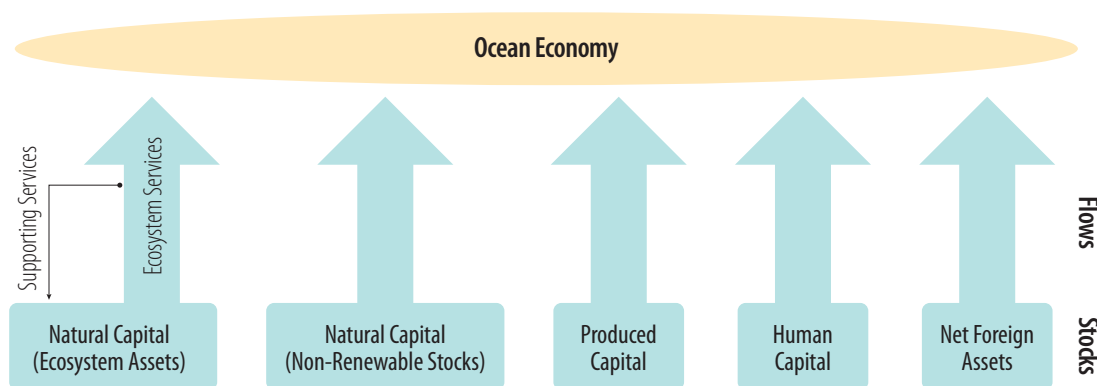 Ocean Economy
Supporting Services
Ecosystem Services
Flows
Natural Capital
(Ecosystem Assets)
Natural Capital
(Non-Renewable Stocks)
Produced
Capital
Human
Capital
Net Foreign
Assets
Stocks